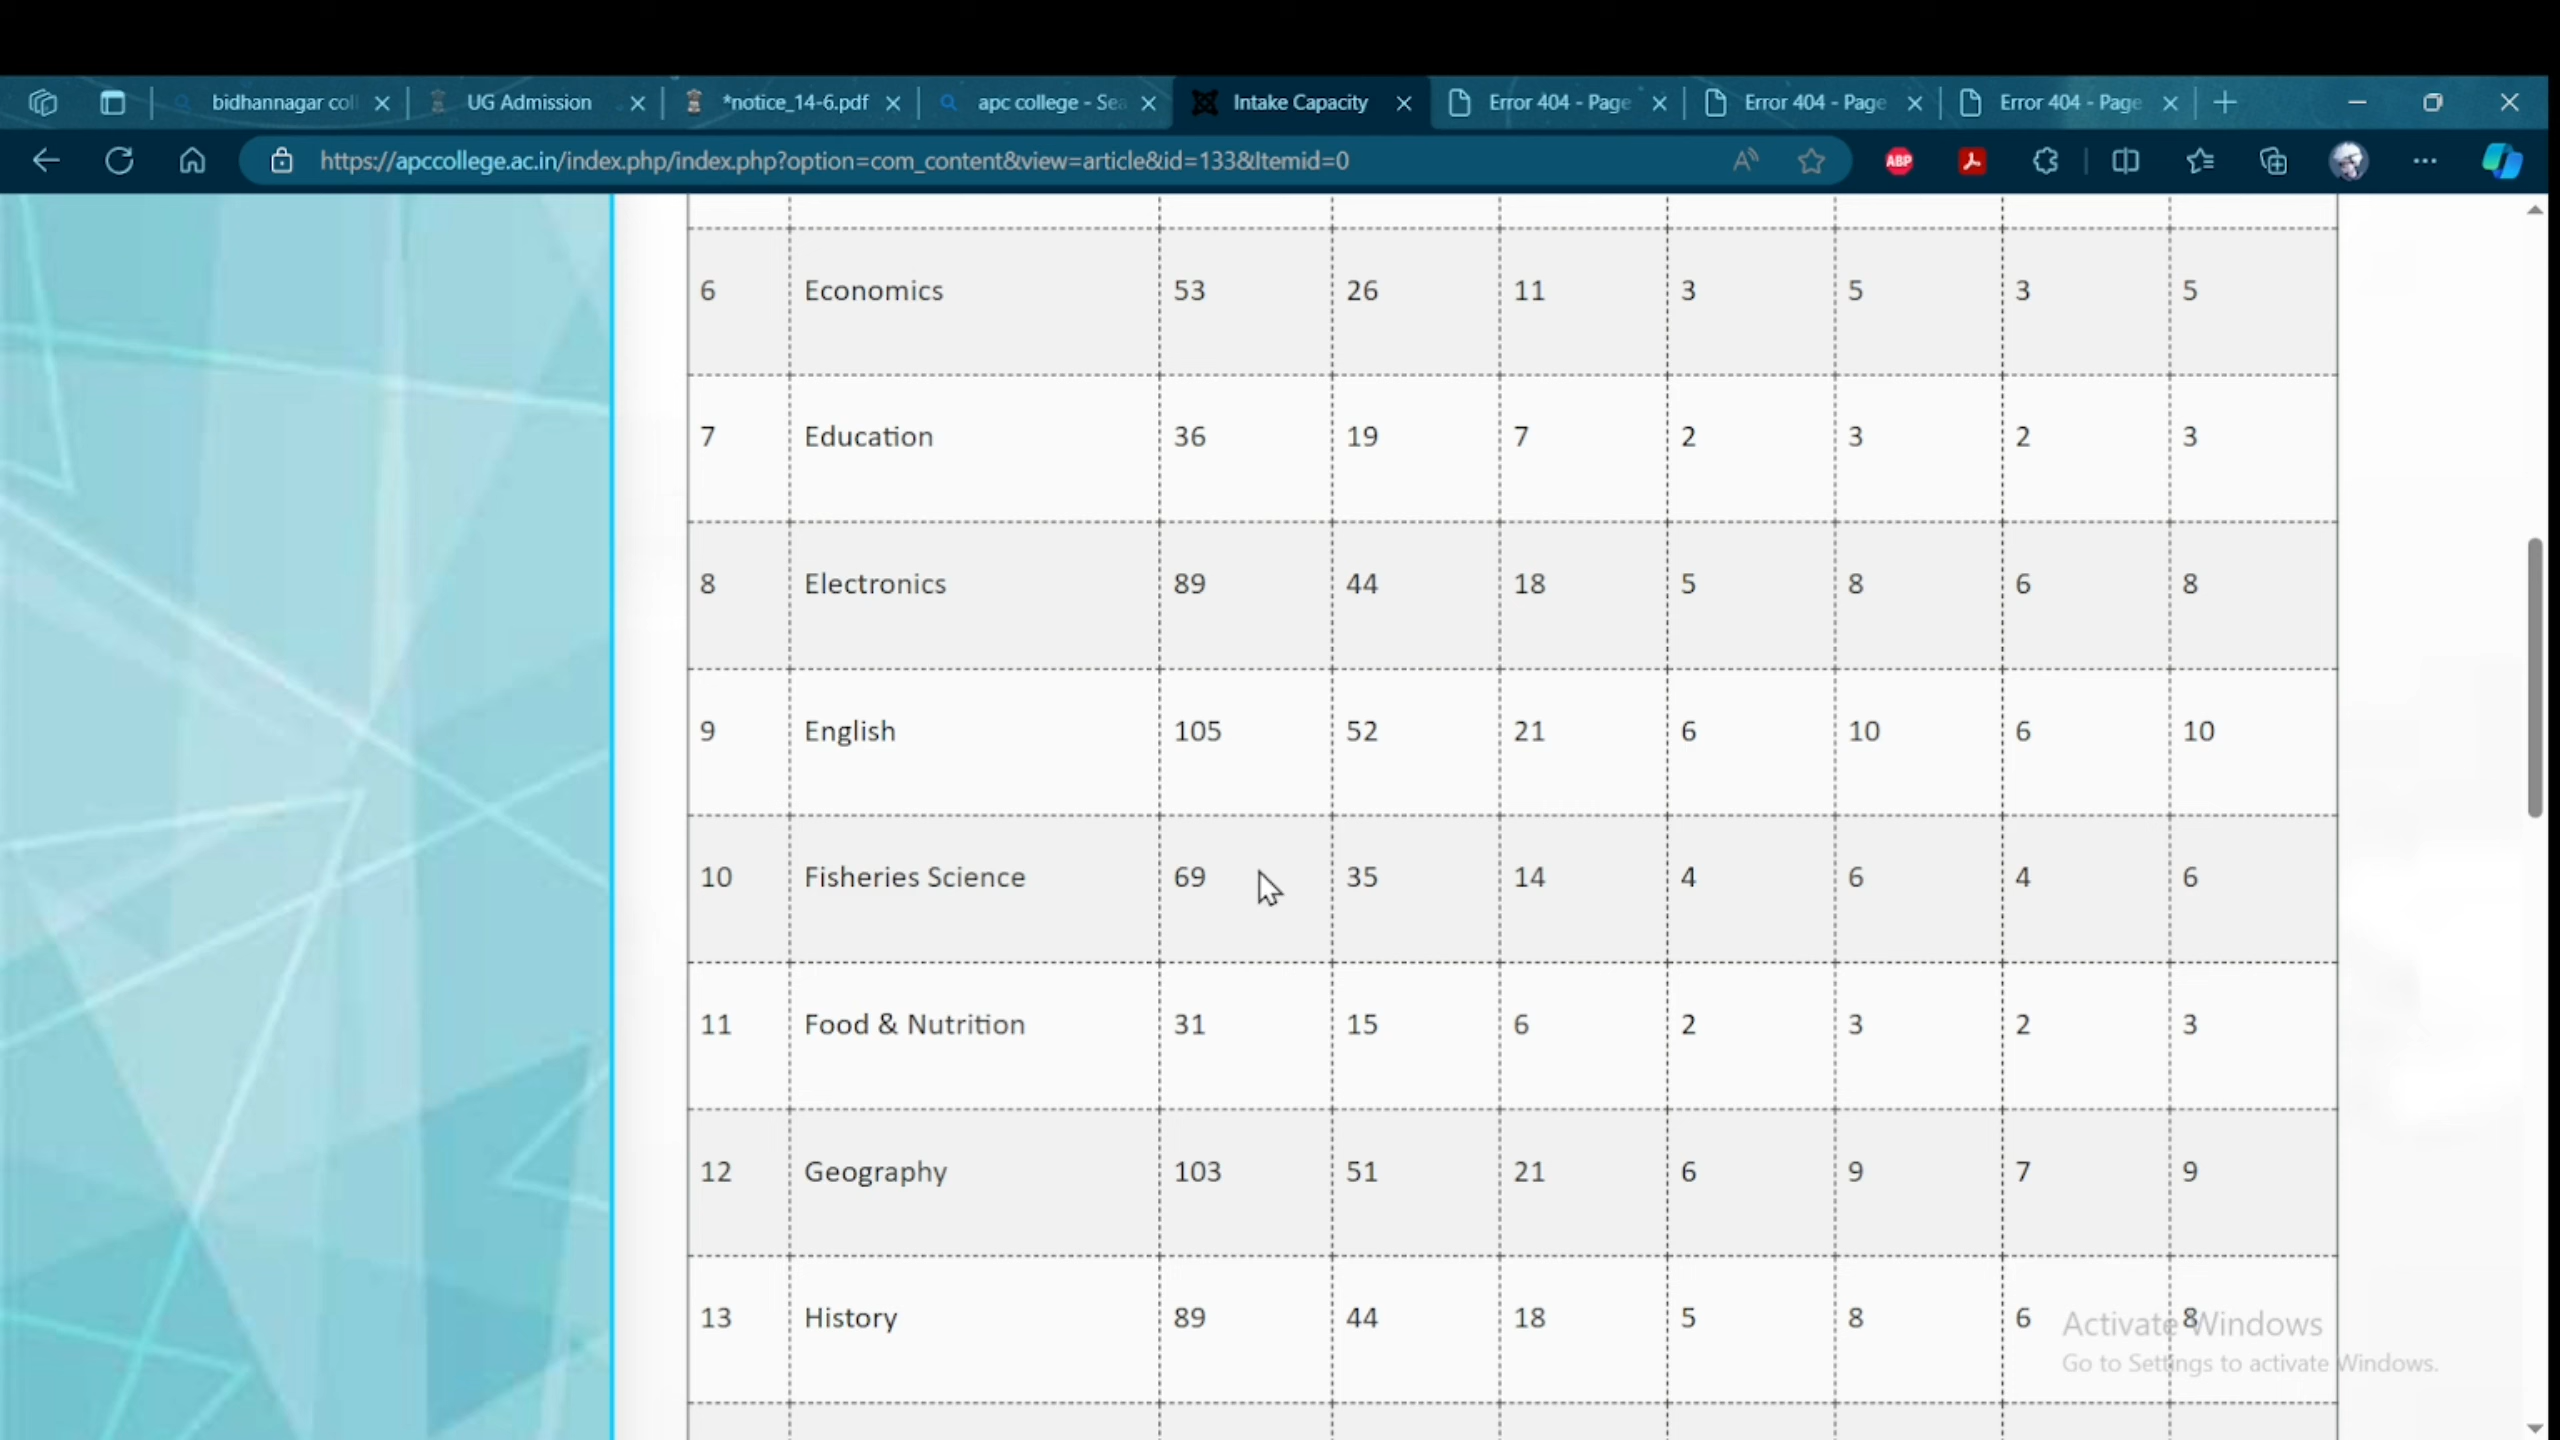 bidhannagar col
UG Admission
*notice_14-6.pdf
apc college - Sea
Intake Capacity
Error 404 - Page
Error 404 - Page
Error 404 - Page
https://apccollege.ac.in/index.php/index.php?option=com_content&view=article&id=133&Itemid=0
ABP
6 Economics 53 26 11 3 5 3 5
7 Education 36 19 7 2 3 2 3
8 Electronics 89 44 18 5 8 6 8
9 English 105 52 21 6 10 6 10
10 Fisheries Science 69 35 14 4 6 4 6
11 Food & Nutrition 31 15 6 2 3 2 3
12 Geography 103 51 21 6 9 7 9
13 History 89 44 18 5 8 6 8
Activate Windows
Go to Settings to activate Windows.